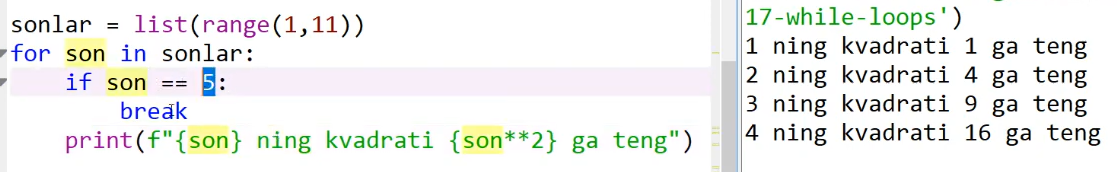 sonlar = list(range(1,11))
for son in sonlar:
    if son == 5:
        break
    print(f"{son} ning kvadrati {son**2} ga teng")
17-while-loops')
1 ning kvadrati 1 ga teng
2 ning kvadrati 4 ga teng
3 ning kvadrati 9 ga teng
4 ning kvadrati 16 ga teng